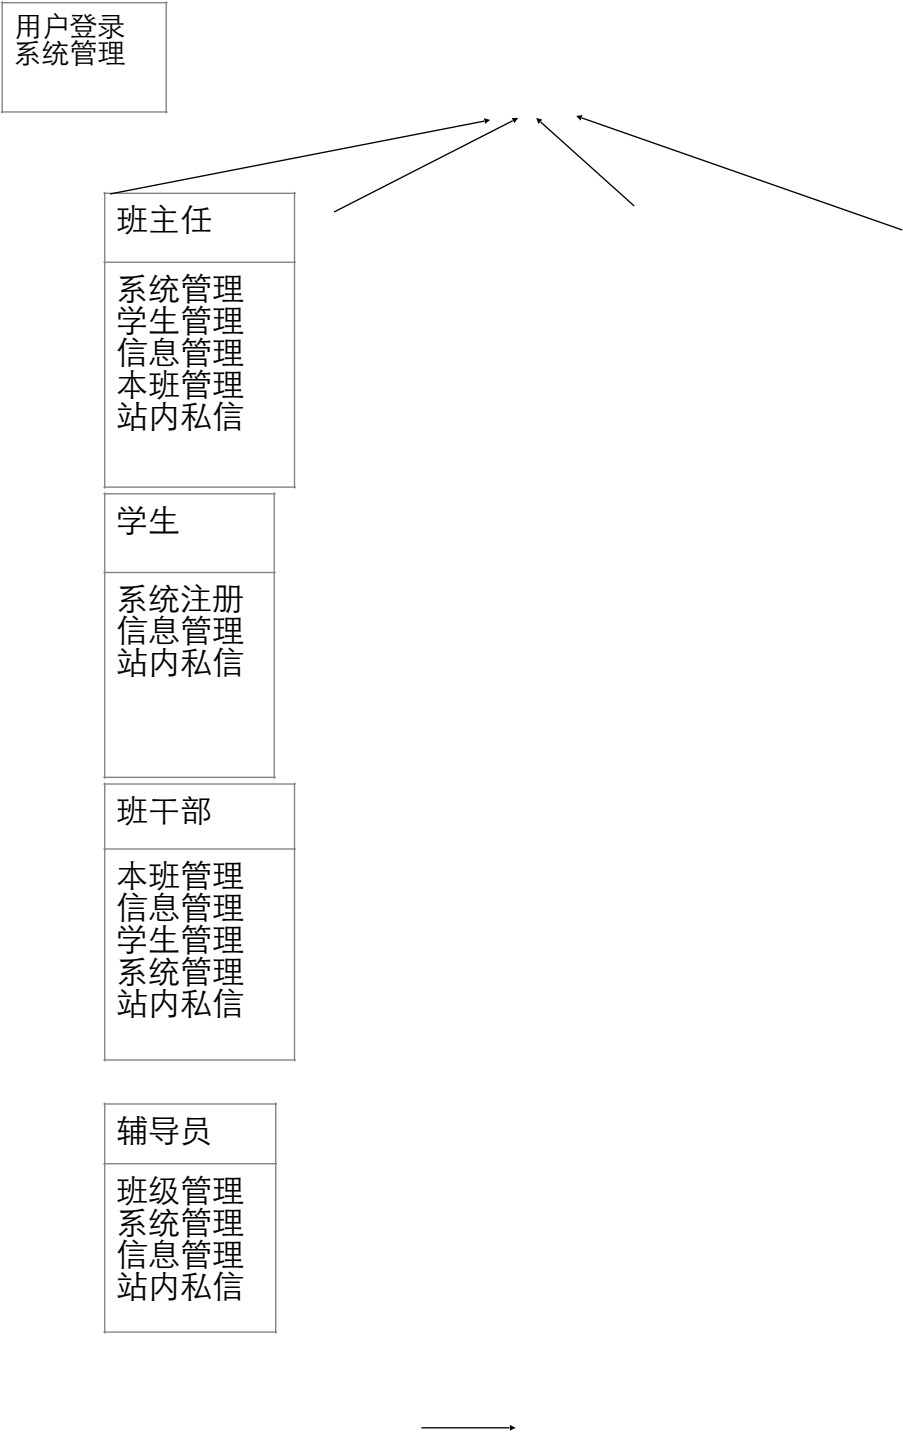 用户登录
系统管理
班主任
系统管理
学生管理
信息管理
本班管理
站内私信
学生
系统注册
信息管理
站内私信
班干部
本班管理
信息管理
学生管理
系统管理
站内私信
辅导员
班级管理
系统管理
信息管理
站内私信